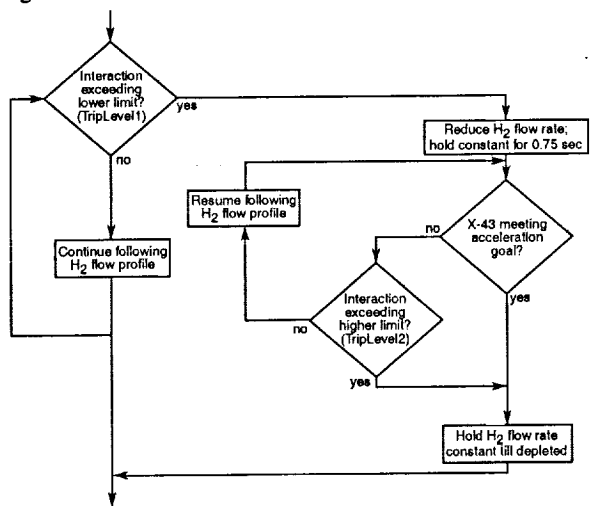 Interaction
exceeding
lower limit?
(TripLevel1)
yes
no
Continue following
H2 flow profile
Reduce H2 flow rate;
hold constant for 0.75 sec
Resume following
H2 flow profile
X-43 meeting
acceleration
goal?
no
yes
Interaction
exceeding
higher limit?
(TripLevel2)
no
yes
Hold H2 flow rate
constant till depleted